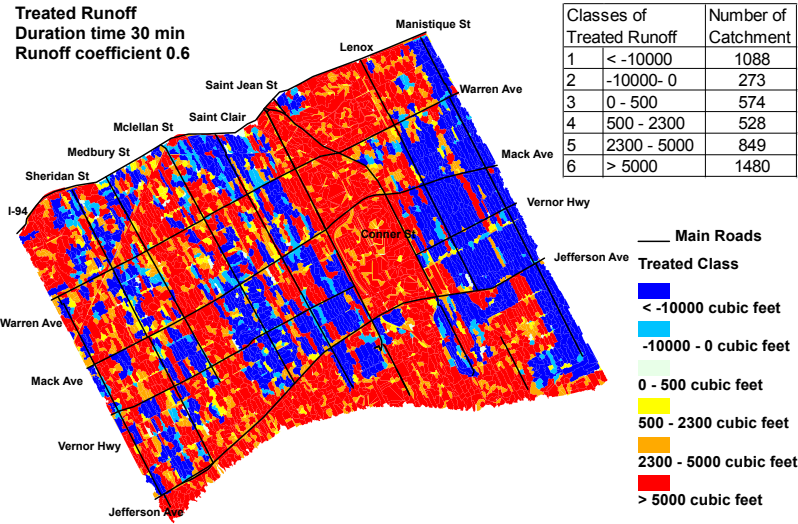 Treated Runoff
Duration time 30 min
Runoff coefficient 0.6
Classes of Treated Runoff Number of Catchment
1 < -10000 1088
2 -10000- 0 273
3 0 - 500 574
4 500 - 2300 528
5 2300 - 5000 849
6 > 5000 1480
Manistique St
Lenox
Saint Jean St
Warren Ave
Saint Clair
Mclellan St
Medbury St
Mack Ave
Sheridan St
Vernor Hwy
I-94
Conner St
Jefferson Ave
Warren Ave
Mack Ave
Vernor Hwy
Jefferson Ave
Main Roads
Treated Class
< -10000 cubic feet
-10000 - 0 cubic feet
0 - 500 cubic feet
500 - 2300 cubic feet
2300 - 5000 cubic feet
> 5000 cubic feet